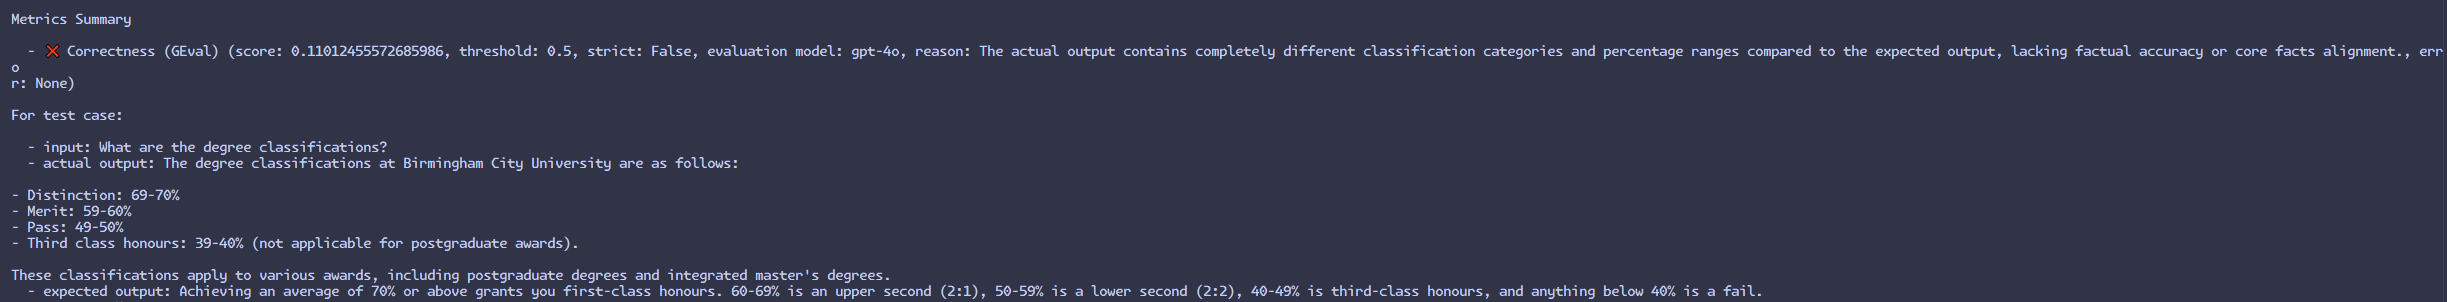 Metrics Summary
- ❌ Correctness (GEval) (score: 0.11012455572685986, threshold: 0.5, strict: False, evaluation model: gpt-4o, reason: The actual output contains completely different classification categories and percentage ranges compared to the expected output, lacking factual accuracy or core facts alignment., err
o
r: None)
For test case:
- input: What are the degree classifications?
- actual output: The degree classifications at Birmingham City University are as follows:
- Distinction: 69-70%
- Merit: 59-60%
- Pass: 49-50%
- Third class honours: 39-40% (not applicable for postgraduate awards).
These classifications apply to various awards, including postgraduate degrees and integrated master's degrees.
- expected output: Achieving an average of 70% or above grants you first-class honours. 60-69% is an upper second (2:1), 50-59% is a lower second (2:2), 40-49% is third-class honours, and anything below 40% is a fail.